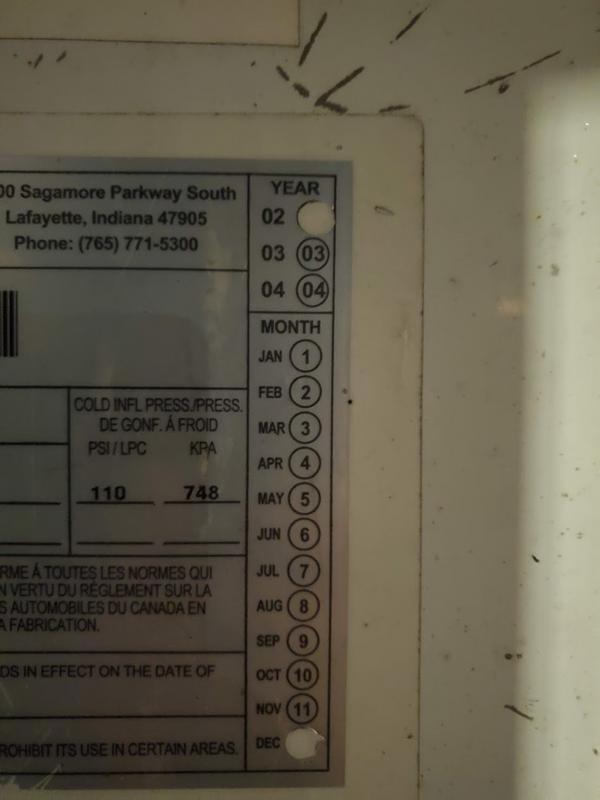 00 Sagamore Parkway South
Lafayette, Indiana 47905
Phone: (765) 771-5300
YEAR
02
03 03
04 04
MONTH
JAN 1
FEB 2
MAR 3
APR 4
MAY 5
JUN 6
JUL 7
AUG 8
SEP 9
OCT 10
NOV 11
DEC
COLD INFL PRESS./PRESS.
DE GONF. Á FROID
PSI / LPC KPA
110 748
RME Á TOUTES LES NORMES QUI
N VERTU DU RÈGLEMENT SUR LA
S AUTOMOBILES DU CANADA EN
A FABRICATION.
DS IN EFFECT ON THE DATE OF
ROHIBIT ITS USE IN CERTAIN AREAS.